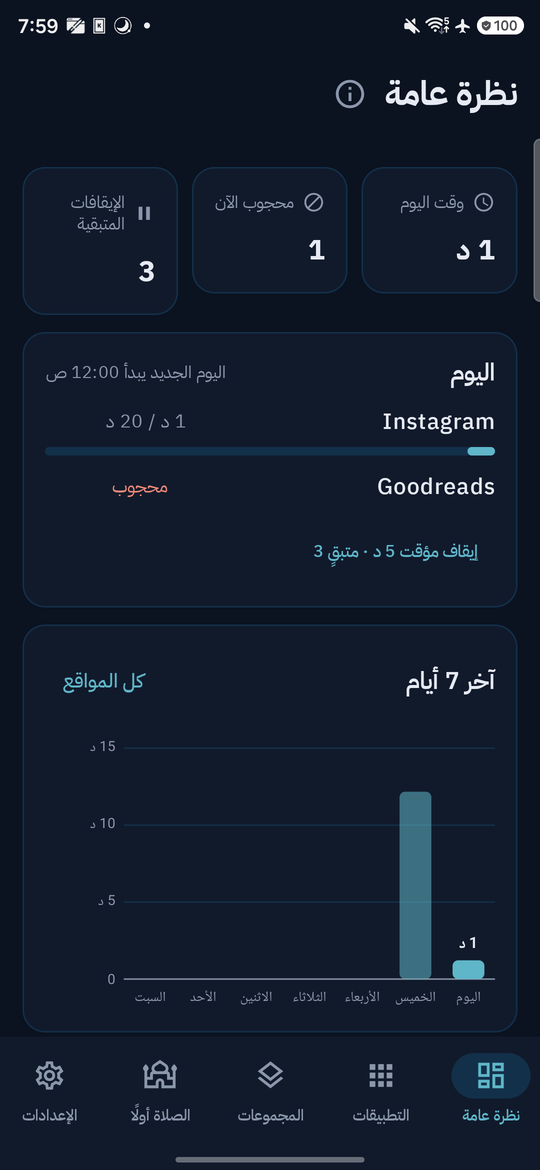 7:59
100
نظرة عامة
وقت اليوم
1 د
محجوب الآن
1
الإيقافات
المتبقية
3
اليوم
اليوم الجديد يبدأ 12:00 ص
Instagram
1 د / 20 د
Goodreads
محجوب
إيقاف مؤقت 5 د · متبقٍ 3
آخر 7 أيام
كل المواقع
15 د
10 د
5 د
0
1 د
اليوم
الخميس
الأربعاء
الثلاثاء
الاثنين
الأحد
السبت
نظرة عامة
التطبيقات
المجموعات
الصلاة أولًا
الإعدادات